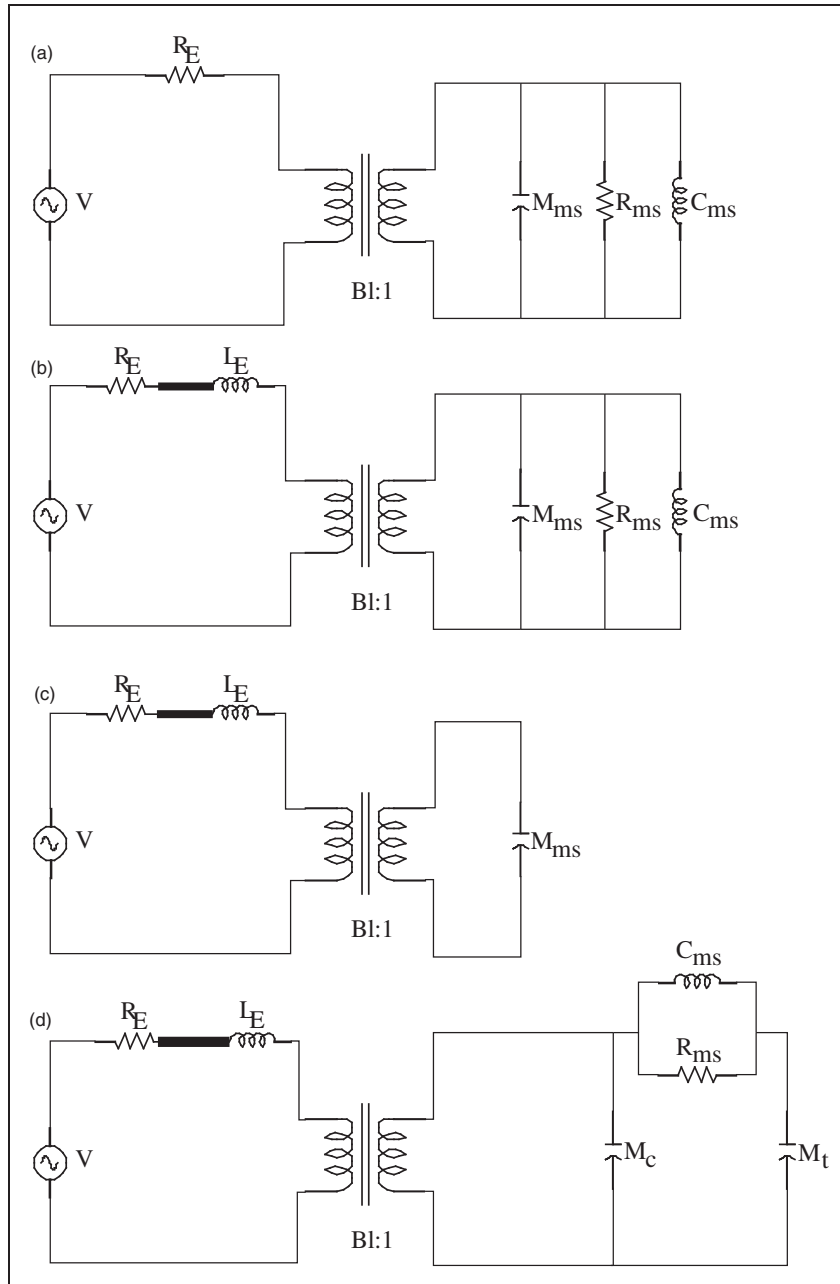 (a)
RE
V
Bl:1
Mms
Rms
Cms
(b)
RE
LE
V
Bl:1
Mms
Rms
Cms
(c)
RE
LE
V
Bl:1
Mms
(d)
RE
LE
V
Bl:1
Cms
Rms
Mc
Mt